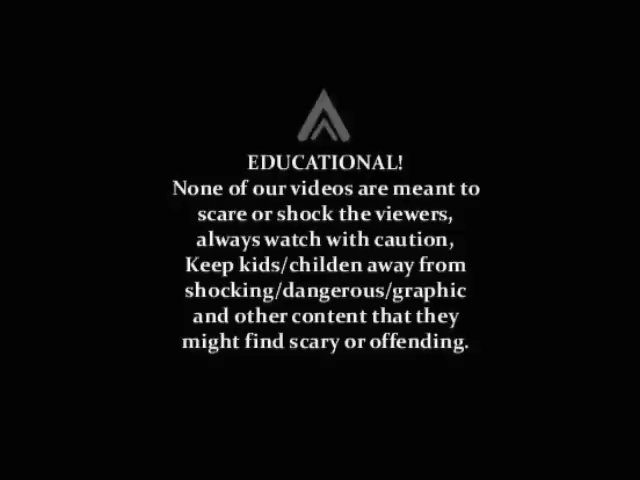 EDUCATIONAL!
None of our videos are meant to
scare or shock the viewers,
always watch with caution,
Keep kids/childen away from
shocking/dangerous/graphic
and other content that they
might find scary or offending.